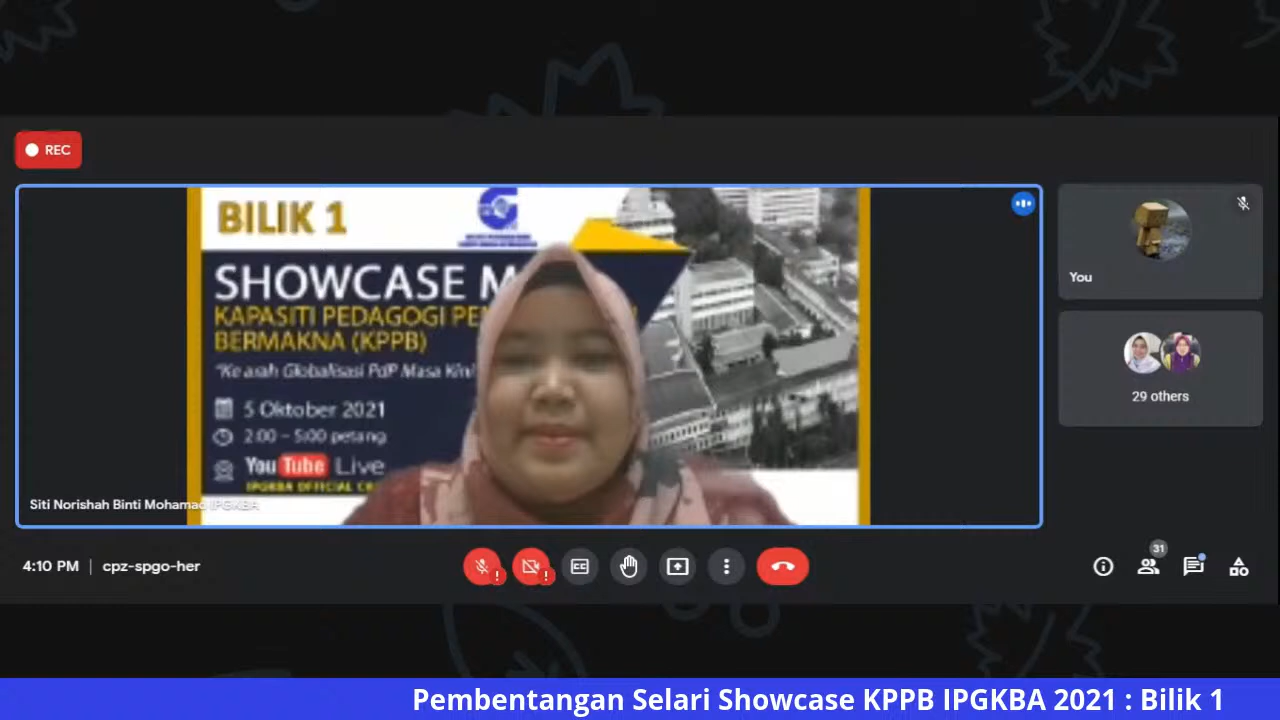 REC
BILIK 1
SHOWCASE M
KAPASITI PEDAGOGI PE
BERMAKNA (KPPB)
"Ke arah Globalisasi PdP Masa Kini
5 Oktober 2021
2:00 - 5:00 petang
YouTube Live
IPGKBA OFFICIAL
Siti Norishah Binti Mohamad IPGKBA
You
29 others
4:10 PM | cpz-spgo-her
31
Pembentangan Selari Showcase KPPB IPGKBA 2021 : Bilik 1